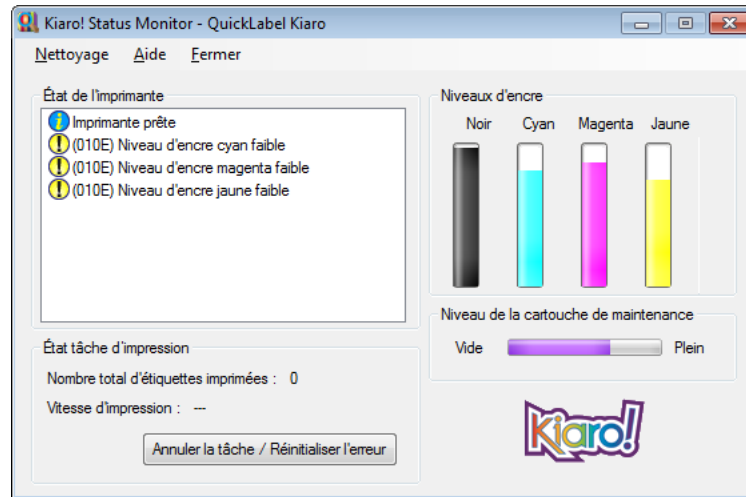 Kiaro! Status Monitor - QuickLabel Kiaro
Nettoyage Aide Fermer
État de l'imprimante
Imprimante prête
(010E) Niveau d'encre cyan faible
(010E) Niveau d'encre magenta faible
(010E) Niveau d'encre jaune faible
Niveaux d'encre
Noir Cyan Magenta Jaune
Niveau de la cartouche de maintenance
Vide Plein
État tâche d'impression
Nombre total d'étiquettes imprimées : 0
Vitesse d'impression : ---
Annuler la tâche / Réinitialiser l'erreur
Kiaro!